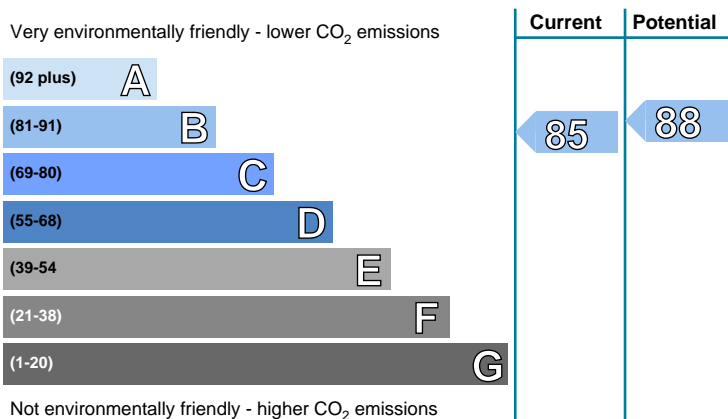 Current Potential
Very environmentally friendly - lower CO2 emissions
(92 plus) A
(81-91) B
85 88
(69-80) C
(55-68) D
(39-54 E
(21-38) F
(1-20) G
Not environmentally friendly - higher CO2 emissions